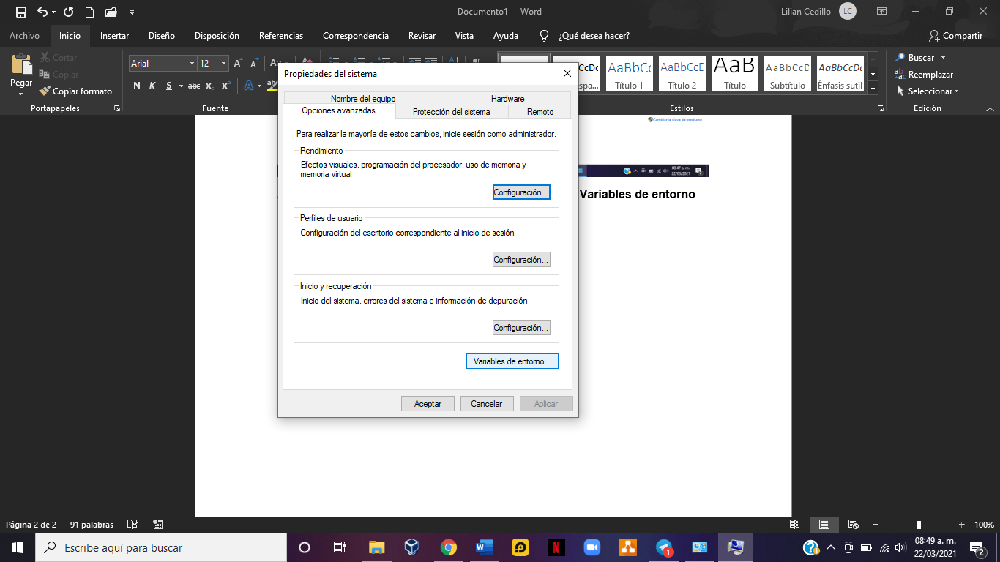 Documento1 - Word
Lilian Cedillo
LC
Archivo
Inicio
Insertar
Diseño
Disposición
Referencias
Correspondencia
Revisar
Vista
Ayuda
¿Qué desea hacer?
Compartir
Pegar
Cortar
Copiar
Copiar formato
Portapapeles
Arial
12
N K S abc x₂ x²
Fuente
AaBbCc
Título 1
AaBbCcD
Título 2
AaB
Título
AaBbCcD
Subtítulo
AaBbCcDc
Énfasis sutil
Estilos
Buscar
Reemplazar
Seleccionar
Edición
Propiedades del sistema
Nombre del equipo
Hardware
Opciones avanzadas
Protección del sistema
Remoto
Para realizar la mayoría de estos cambios, inicie sesión como administrador.
Rendimiento
Efectos visuales, programación del procesador, uso de memoria y
memoria virtual
Configuración...
Perfiles de usuario
Configuración del escritorio correspondiente al inicio de sesión
Configuración...
Inicio y recuperación
Inicio del sistema, errores del sistema e información de depuración
Configuración...
Variables de entorno...
Aceptar
Cancelar
Aplicar
Cambiar la clave de producto
08:47 a. m.
22/03/2021
Variables de entorno
Página 2 de 2
91 palabras
100%
Escribe aquí para buscar
1
08:49 a. m.
22/03/2021
2